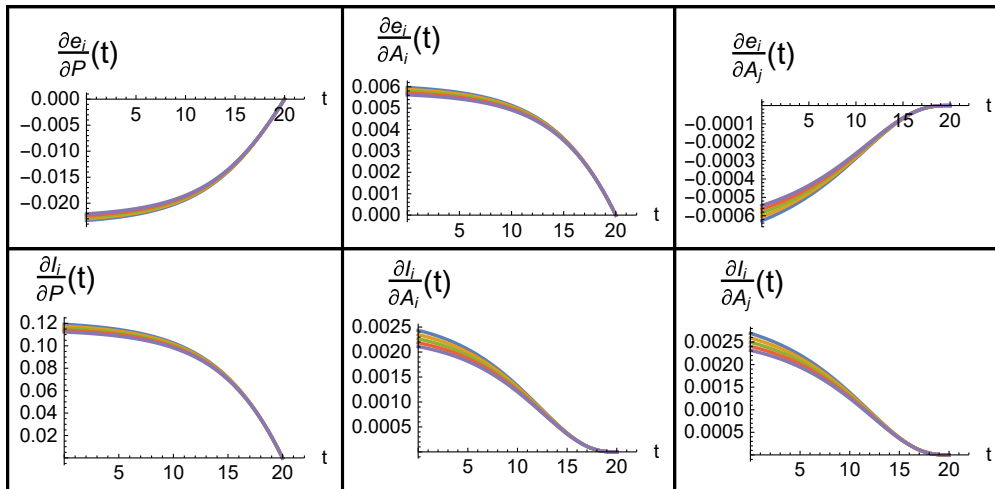 ∂e_i/∂P (t)
0.000
−0.005
−0.010
−0.015
−0.020
5 10 15 20 t
∂e_i/∂A_i (t)
0.006
0.005
0.004
0.003
0.002
0.001
0.000
5 10 15 20 t
∂e_i/∂A_j (t)
−0.0001
−0.0002
−0.0003
−0.0004
−0.0005
−0.0006
5 10 15 20 t
∂I_i/∂P (t)
0.12
0.10
0.08
0.06
0.04
0.02
5 10 15 20 t
∂I_i/∂A_i (t)
0.0025
0.0020
0.0015
0.0010
0.0005
5 10 15 20 t
∂I_i/∂A_j (t)
0.0025
0.0020
0.0015
0.0010
0.0005
5 10 15 20 t